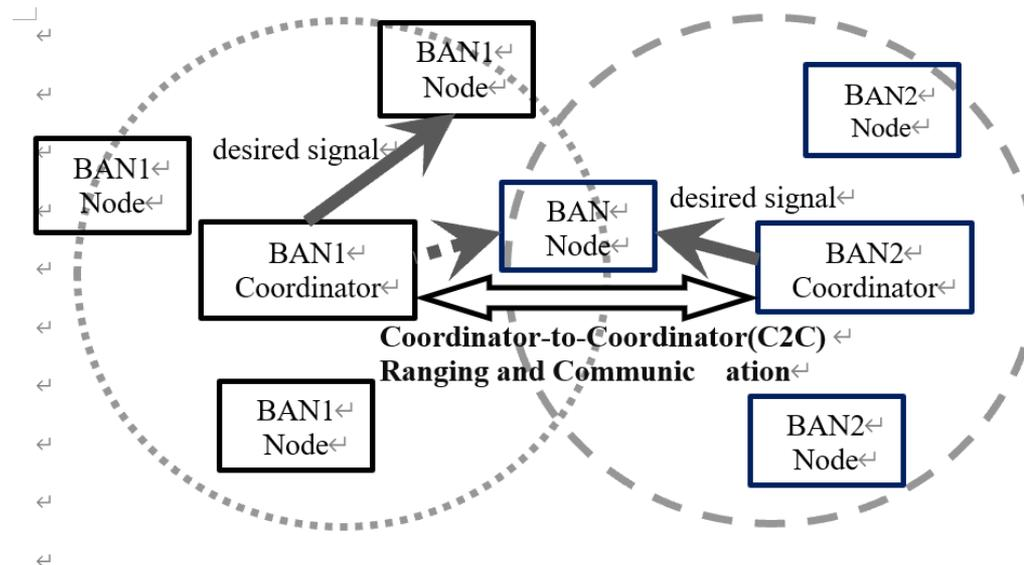 BAN1
Node
BAN2
Node
desired signal
BAN1
Node
BAN
Node
desired signal
BAN1
Coordinator
BAN2
Coordinator
Coordinator-to-Coordinator(C2C)
Ranging and Communic ation
BAN1
Node
BAN2
Node